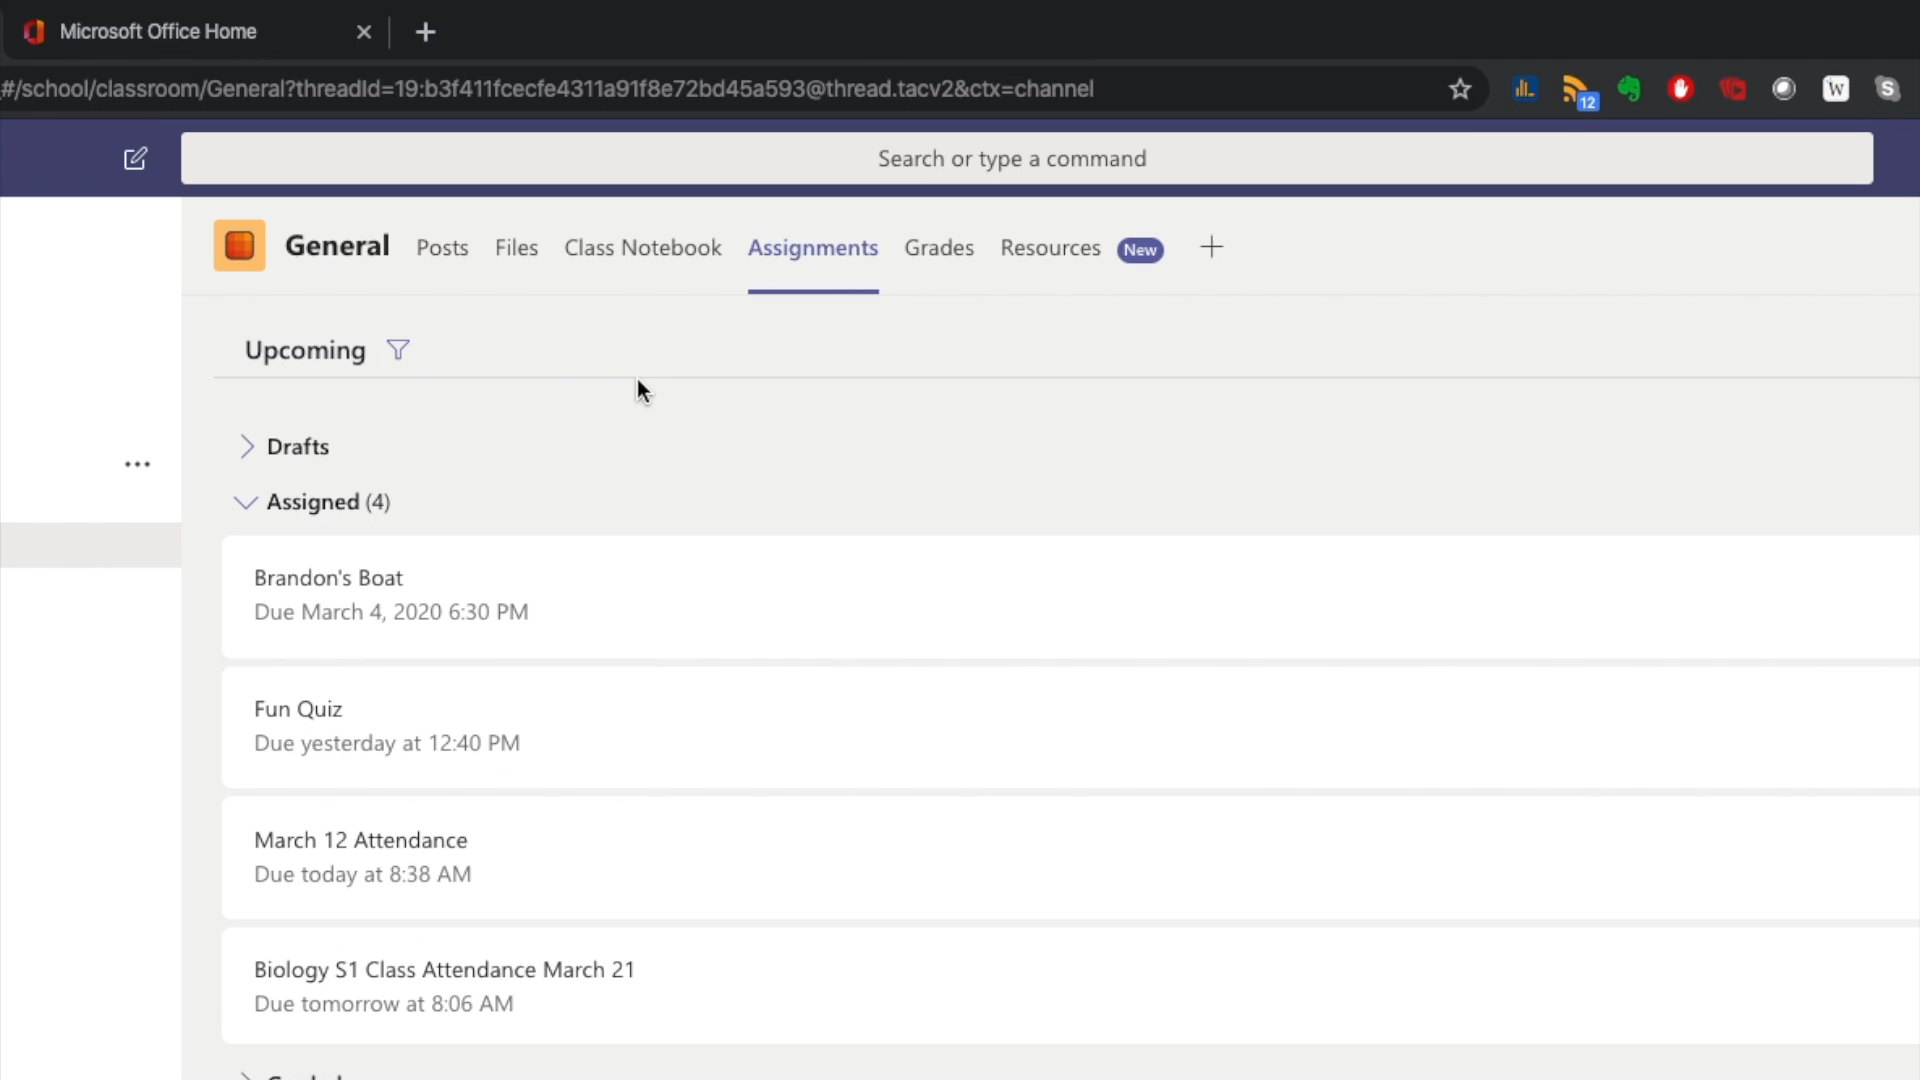 Microsoft Office Home
#/school/classroom/General?threadId=19:b3f411fcecfe4311a91f8e72bd45a593@thread.tacv2&ctx=channel
12
W
S
Search or type a command
General Posts Files Class Notebook Assignments Grades Resources New
Upcoming
Drafts
Assigned (4)
Brandon's Boat
Due March 4, 2020 6:30 PM
Fun Quiz
Due yesterday at 12:40 PM
March 12 Attendance
Due today at 8:38 AM
Biology S1 Class Attendance March 21
Due tomorrow at 8:06 AM